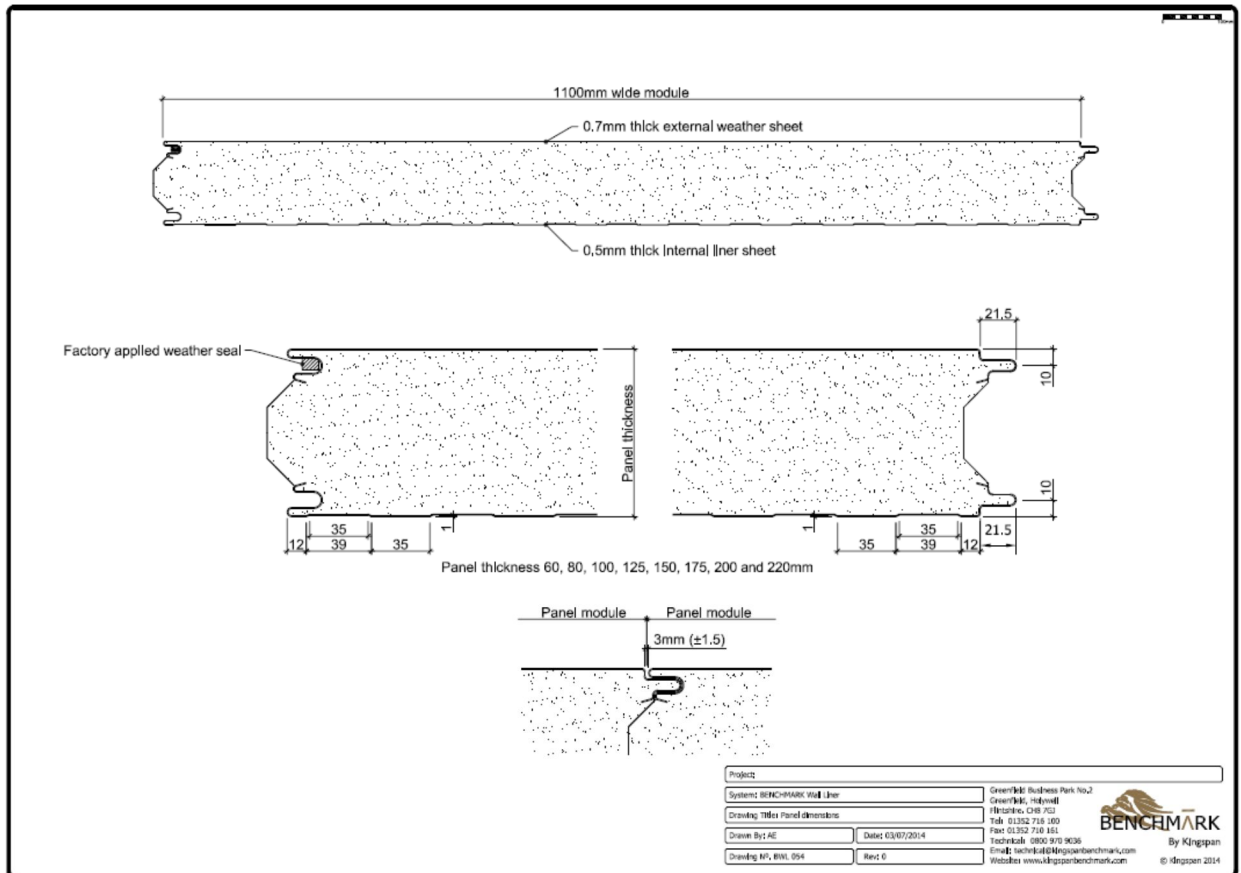 100mm
1100mm wide module
0.7mm thick external weather sheet
0.5mm thick internal liner sheet
Factory applied weather seal
Panel thickness
21.5
10
10
21.5
1
35
12
39
35
1
35
35
39
12
Panel thickness 60, 80, 100, 125, 150, 175, 200 and 220mm
Panel module
Panel module
3mm (±1.5)
Project:
System: BENCHMARK Wall Liner
Drawing Title: Panel dimensions
Drawn By: AE
Date: 03/07/2014
Drawing Nº. BWL 054
Rev: 0
Greenfield Business Park No.2
Greenfield, Holywell
Flintshire. CH8 7GJ
Tel: 01352 716 100
Fax: 01352 710 161
Technical: 0800 970 9036
Email: technical@kingspanbenchmark.com
Website: www.kingspanbenchmark.com
BENCHMARK
By Kingspan
© Kingspan 2014